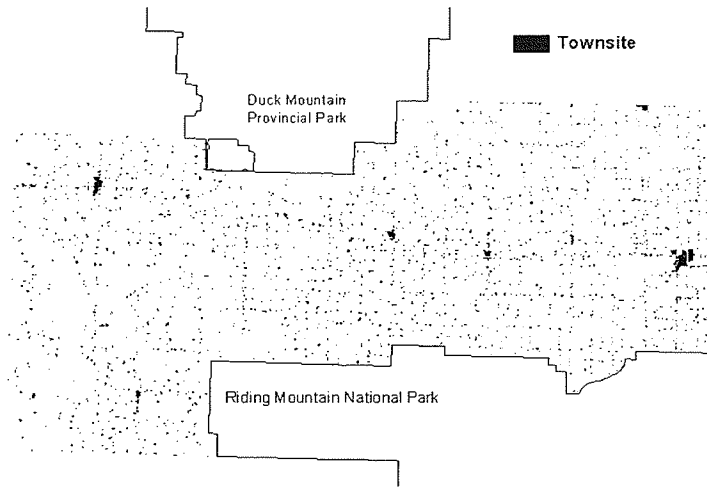 Townsite
Duck Mountain
Provincial Park
Riding Mountain National Park